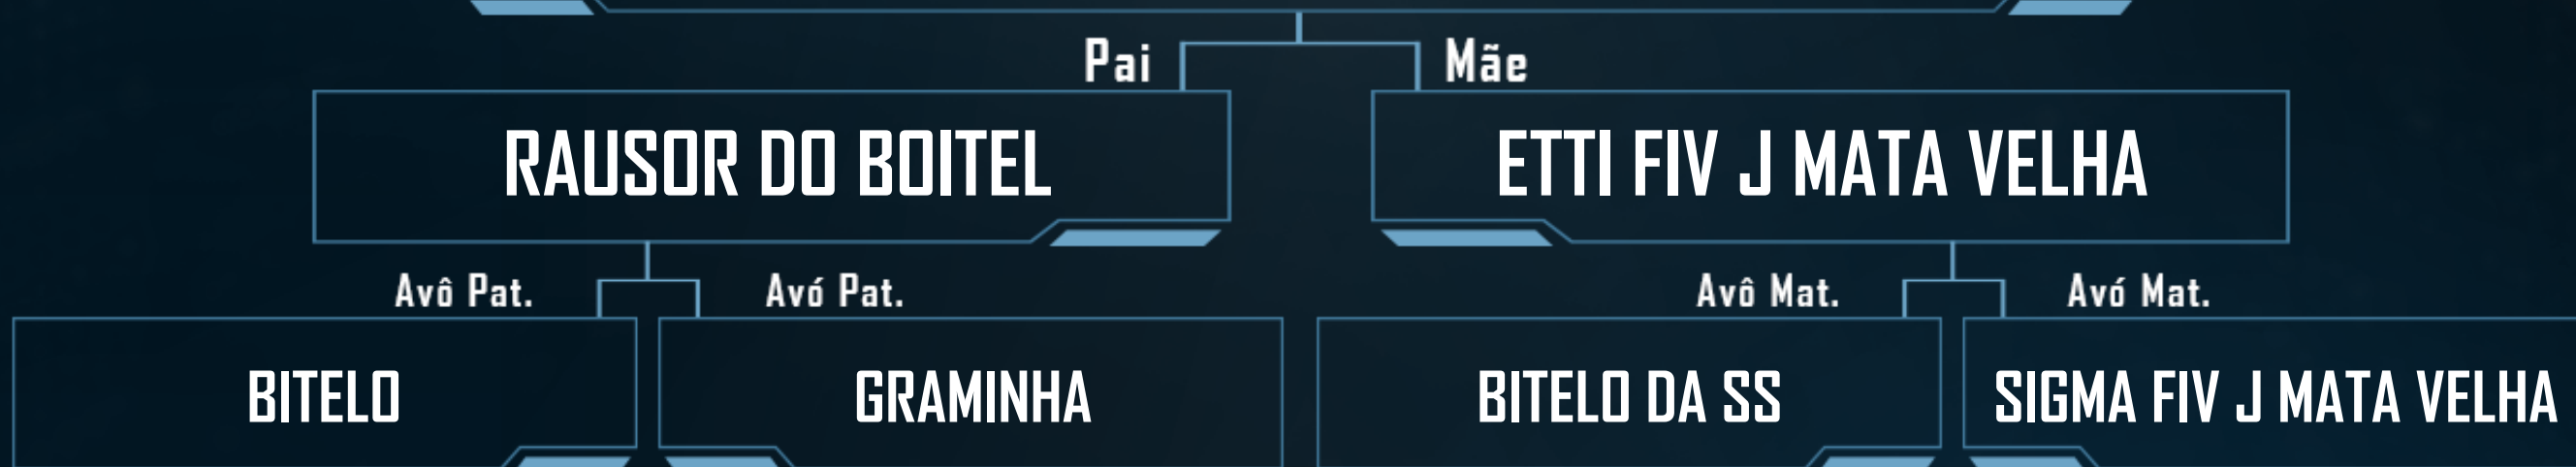 Pai
Mãe
RAUSOR DO BOITEL
ETTI FIV J MATA VELHA
Avô Pat.
Avó Pat.
Avô Mat.
Avó Mat.
BITELO
GRAMINHA
BITELO DA SS
SIGMA FIV J MATA VELHA